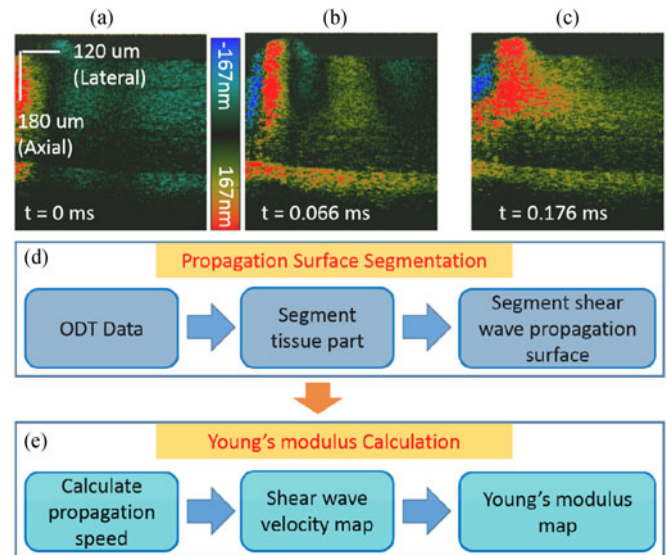 (a)
(b)
(c)
120 um
(Lateral)
180 um
(Axial)
t = 0 ms
-167nm
167nm
t = 0.066 ms
t = 0.176 ms
(d)
Propagation Surface Segmentation
ODT Data
Segment
tissue part
Segment shear
wave propagation
surface
(e)
Young's modulus Calculation
Calculate
propagation
speed
Shear wave
velocity map
Young's modulus
map